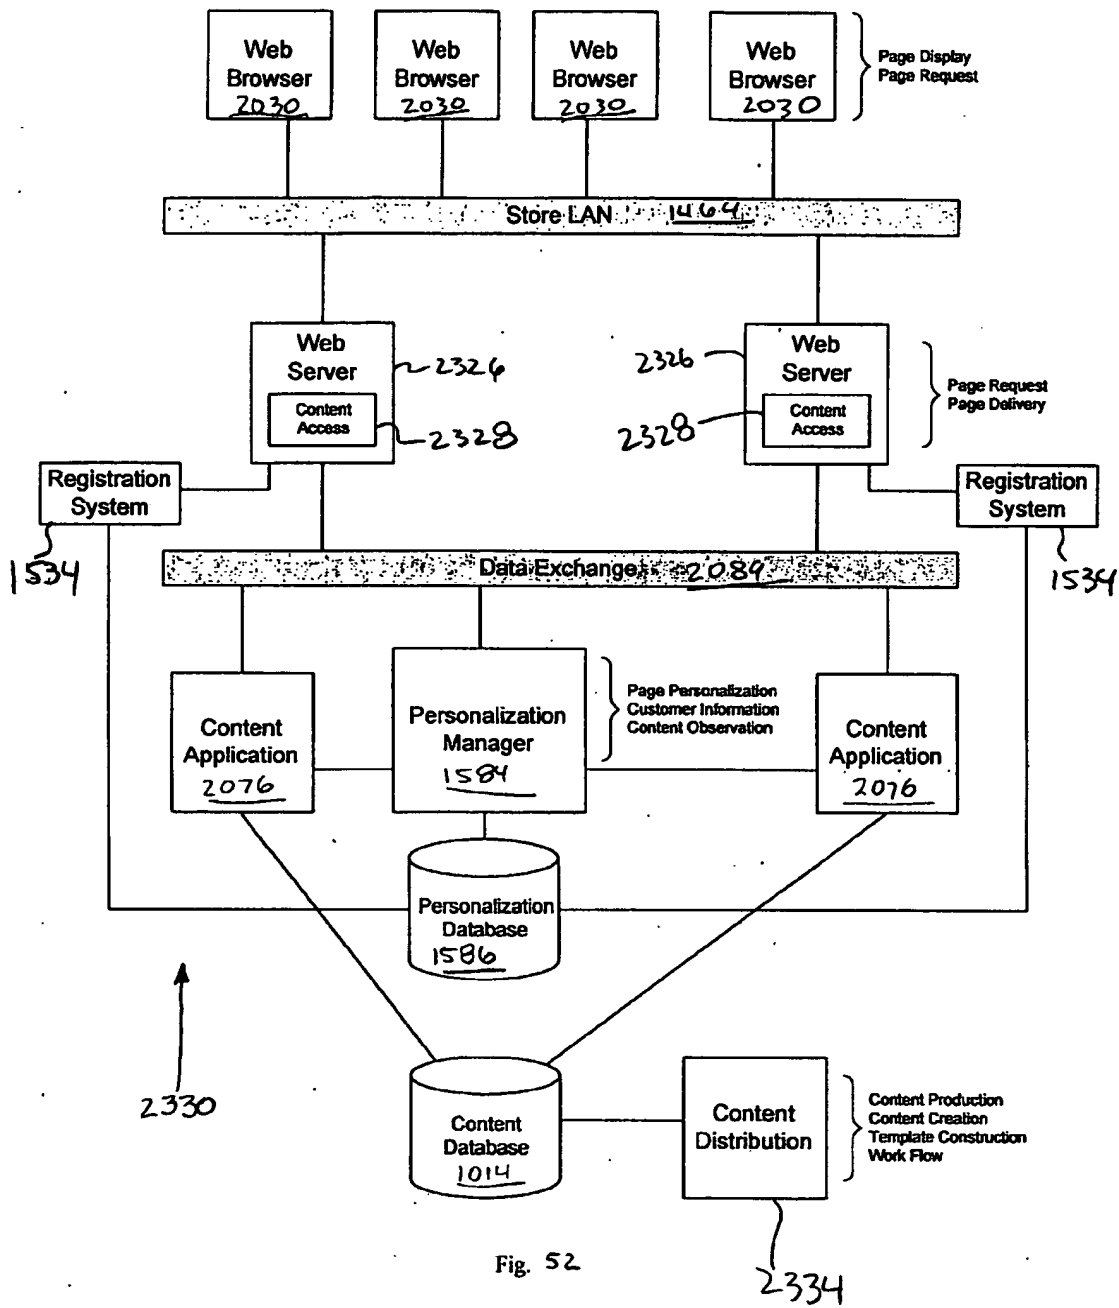 Web Browser 2030
Web Browser 2030
Web Browser 2030
Web Browser 2030
Page Display
Page Request
Store LAN 1464
Web Server
2326
Content Access
2328
2326
Web Server
2328
Content Access
Page Request
Page Delivery
Registration System
1534
Registration System
1534
Data Exchange 2084
Content Application 2076
Personalization Manager 1584
Page Personalization
Customer Information
Content Observation
Content Application 2076
Personalization Database 1586
2330
Content Database 1014
Content Distribution
Content Production
Content Creation
Template Construction
Work Flow
2334
Fig. 52